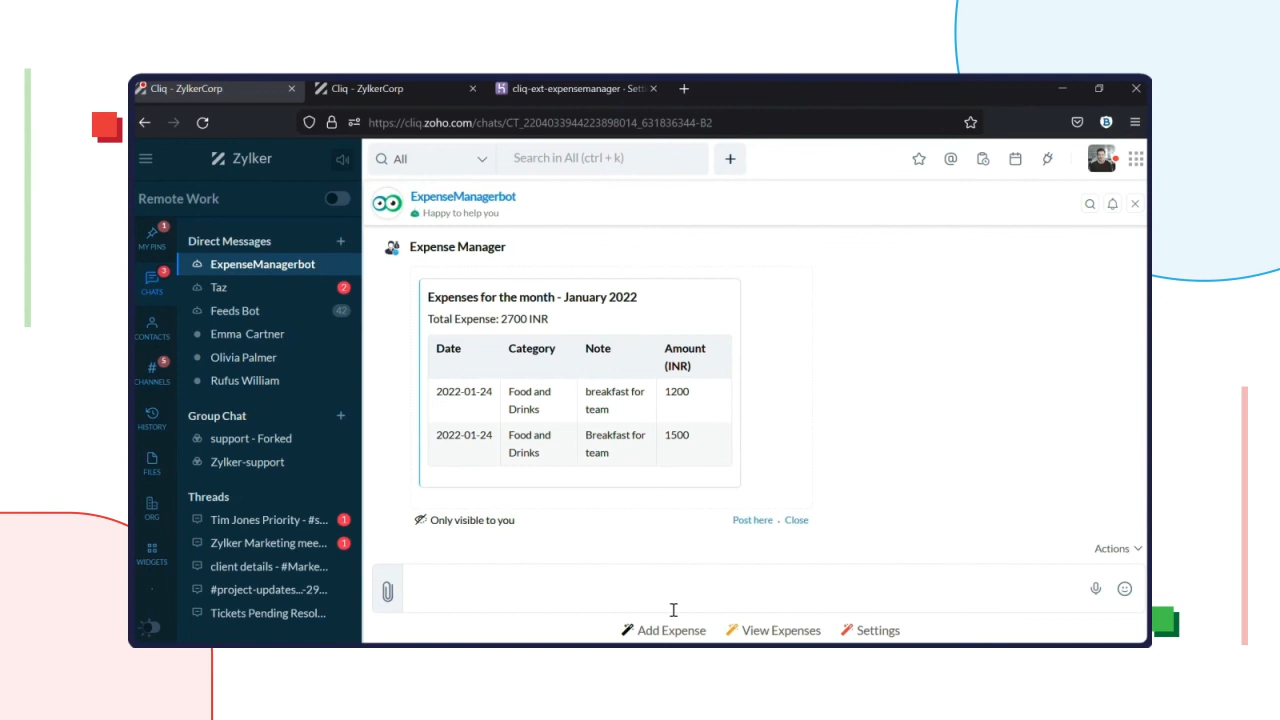 Cliq - ZylkerCorp
Cliq - ZylkerCorp
cliq-ext-expensemanager - Sett
https://cliq.zoho.com/chats/CT_2204033944223898014_631836344-B2
Zylker
All
Search in All (ctrl + k)
Remote Work
ExpenseManagerbot
Happy to help you
MY PINS
1
CHATS
3
CONTACTS
CHANNELS
5
HISTORY
FILES
ORG
WIDGETS
Direct Messages
ExpenseManagerbot
Taz 2
Feeds Bot 42
Emma Cartner
Olivia Palmer
Rufus William
Group Chat
support - Forked
Zylker-support
Threads
Tim Jones Priority - #s... 1
Zylker Marketing mee... 1
client details - #Marke...
#project-updates...-29...
Tickets Pending Resol...
Expense Manager
Expenses for the month - January 2022
Total Expense: 2700 INR
Date Category Note Amount
(INR)
2022-01-24 Food and breakfast for 1200
Drinks team
2022-01-24 Food and Breakfast for 1500
Drinks team
Only visible to you
Post here . Close
Actions
Add Expense View Expenses Settings